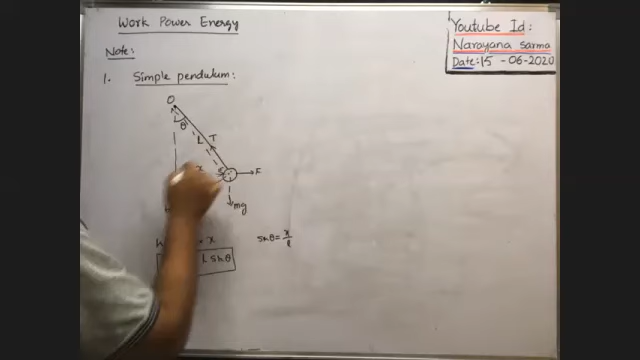 Work Power Energy
Youtube Id:
Narayana sarma
Date: 15 - 06-2020
Note:
1. Simple pendulum:
O
θ
L
T
x
F
mg
x
sinθ = x/l
L sinθ